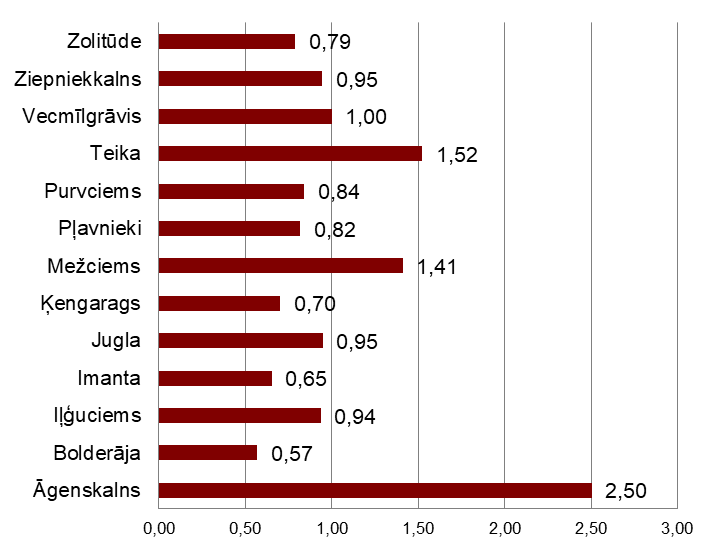 Zolitūde 0,79
Ziepniekkalns 0,95
Vecmīlgrāvis 1,00
Teika 1,52
Purvciems 0,84
Pļavnieki 0,82
Mežciems 1,41
Ķengarags 0,70
Jugla 0,95
Imanta 0,65
Iļģuciems 0,94
Bolderāja 0,57
Āgenskalns 2,50
0,00 0,50 1,00 1,50 2,00 2,50 3,00